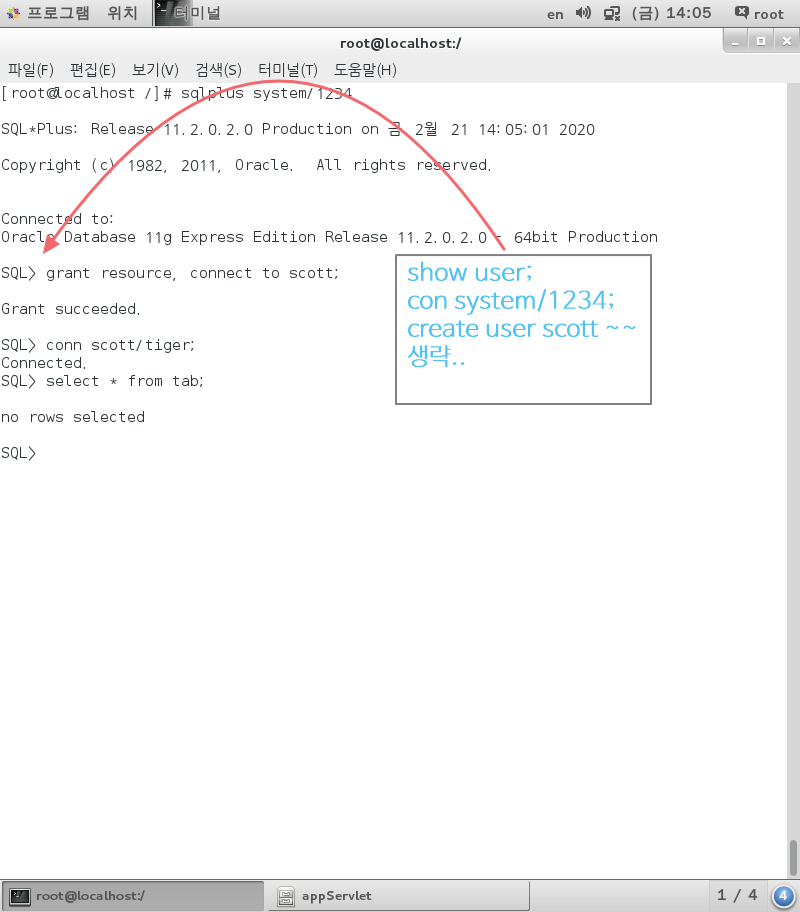 프로그램 위치 터미널 en (금) 14:05 root
root@localhost:/
파일(F) 편집(E) 보기(V) 검색(S) 터미널(T) 도움말(H)
[root@localhost /]# sqlplus system/1234
SQL*Plus: Release 11.2.0.2.0 Production on 금 2월 21 14:05:01 2020
Copyright (c) 1982, 2011, Oracle.  All rights reserved.
Connected to:
Oracle Database 11g Express Edition Release 11.2.0.2.0 - 64bit Production
SQL> grant resource, connect to scott;
Grant succeeded.
SQL> conn scott/tiger;
Connected.
SQL> select * from tab;
no rows selected
SQL>
show user;
con system/1234;
create user scott ~~
생략..
root@localhost:/ appServlet 1 / 4 4